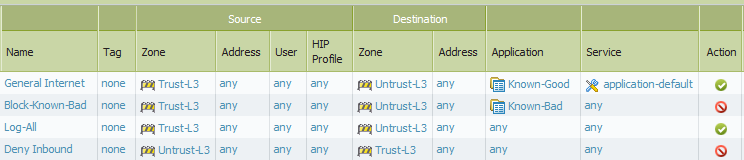 Source Destination
Name Tag Zone Address User HIP Profile Zone Address Application Service Action
General Internet none Trust-L3 any any any Untrust-L3 any Known-Good application-default
Block-Known-Bad none Trust-L3 any any any Untrust-L3 any Known-Bad any
Log-All none Trust-L3 any any any Untrust-L3 any any any
Deny Inbound none Untrust-L3 any any any Trust-L3 any any any